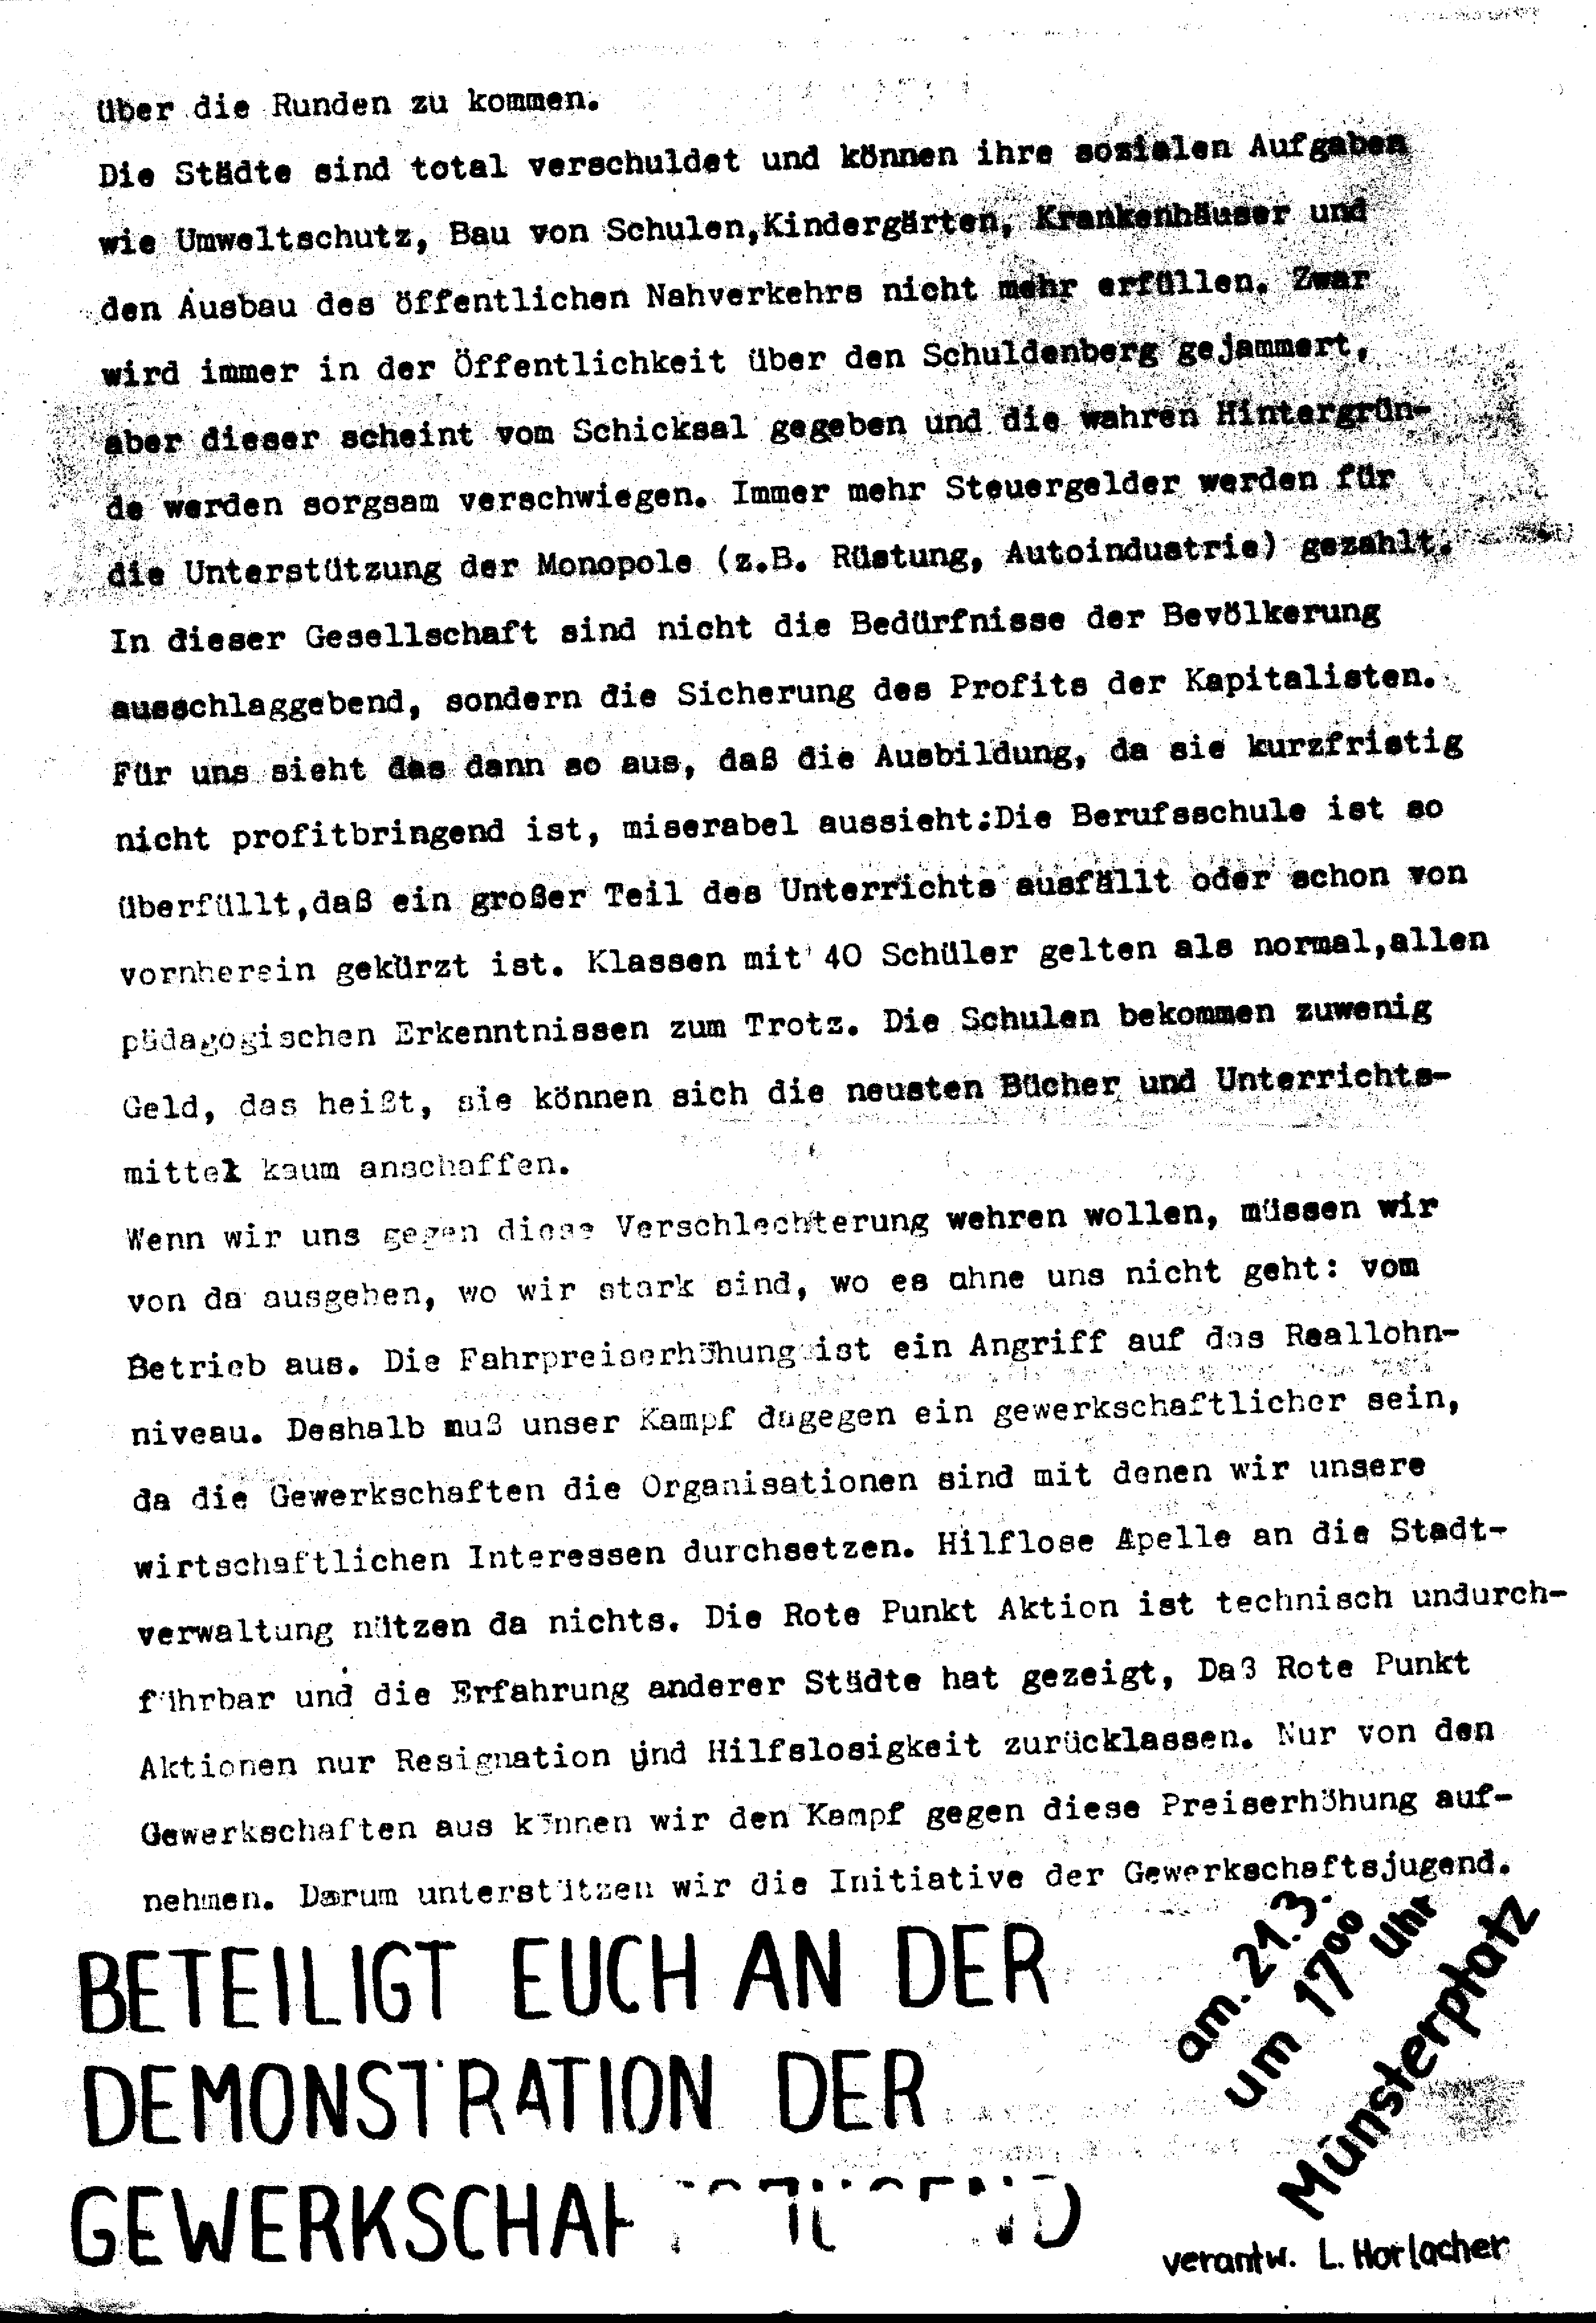 über die Runden zu kommen.
Die Städte sind total verschuldet und können ihre sozialen Aufgaben
wie Umweltschutz, Bau von Schulen,Kindergärten, Krankenhäuser und
den Ausbau des öffentlichen Nahverkehrs nicht mehr erfüllen. Zwar
wird immer in der Öffentlichkeit über den Schuldenberg gejammert,
aber dieser scheint vom Schicksal gegeben und die wahren Hintergrün-
de werden sorgsam verschwiegen. Immer mehr Steuergelder werden für
die Unterstützung der Monopole (z.B. Rüstung, Autoindustrie) gezahlt.
In dieser Gesellschaft sind nicht die Bedürfnisse der Bevölkerung
ausschlaggebend, sondern die Sicherung des Profits der Kapitalisten.
Für uns sieht das dann so aus, daß die Ausbildung, da sie kurzfristig
nicht profitbringend ist, miserabel aussieht:Die Berufsschule ist so
überfüllt,daß ein großer Teil des Unterrichts ausfällt oder schon von
vornherein gekürzt ist. Klassen mit 40 Schüler gelten als normal,allen
pädagogischen Erkenntnissen zum Trotz. Die Schulen bekommen zuwenig
Geld, das heißt, sie können sich die neusten Bücher und Unterrichts-
mittel kaum anschaffen.
Wenn wir uns gegen diese Verschlechterung wehren wollen, müssen wir
von da ausgehen, wo wir stark sind, wo es ohne uns nicht geht: vom
Betrieb aus. Die Fahrpreiserhöhung ist ein Angriff auf das Reallohn-
niveau. Deshalb muß unser Kampf dagegen ein gewerkschaftlicher sein,
da die Gewerkschaften die Organisationen sind mit denen wir unsere
wirtschaftlichen Interessen durchsetzen. Hilflose Apelle an die Stadt-
verwaltung nützen da nichts. Die Rote Punkt Aktion ist technisch undurch-
führbar und die Erfahrung anderer Städte hat gezeigt, Daß Rote Punkt
Aktionen nur Resignation und Hilfslosigkeit zurücklassen. Nur von den
Gewerkschaften aus können wir den Kampf gegen diese Preiserhöhung auf-
nehmen. Darum unterstützen wir die Initiative der Gewerkschaftsjugend.
BETEILIGT EUCH AN DER
DEMONSTRATION DER
GEWERKSCHAFTSJUGEND
am. 21.3.
um 17⁰⁰ Uhr
Münsterplatz
verantw. L. Horlacher